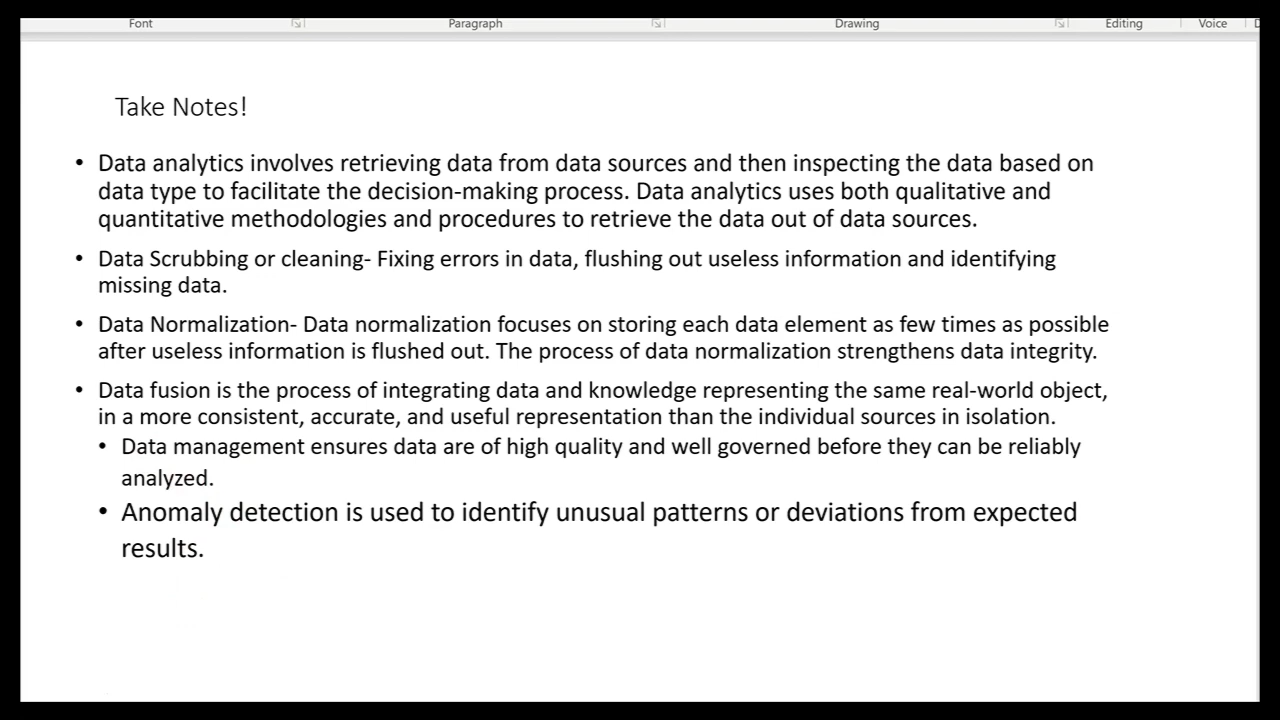 Font Paragraph Drawing Editing Voice
Take Notes!
• Data analytics involves retrieving data from data sources and then inspecting the data based on
data type to facilitate the decision-making process. Data analytics uses both qualitative and
quantitative methodologies and procedures to retrieve the data out of data sources.
• Data Scrubbing or cleaning- Fixing errors in data, flushing out useless information and identifying
missing data.
• Data Normalization- Data normalization focuses on storing each data element as few times as possible
after useless information is flushed out. The process of data normalization strengthens data integrity.
• Data fusion is the process of integrating data and knowledge representing the same real-world object,
in a more consistent, accurate, and useful representation than the individual sources in isolation.
• Data management ensures data are of high quality and well governed before they can be reliably
analyzed.
• Anomaly detection is used to identify unusual patterns or deviations from expected
results.